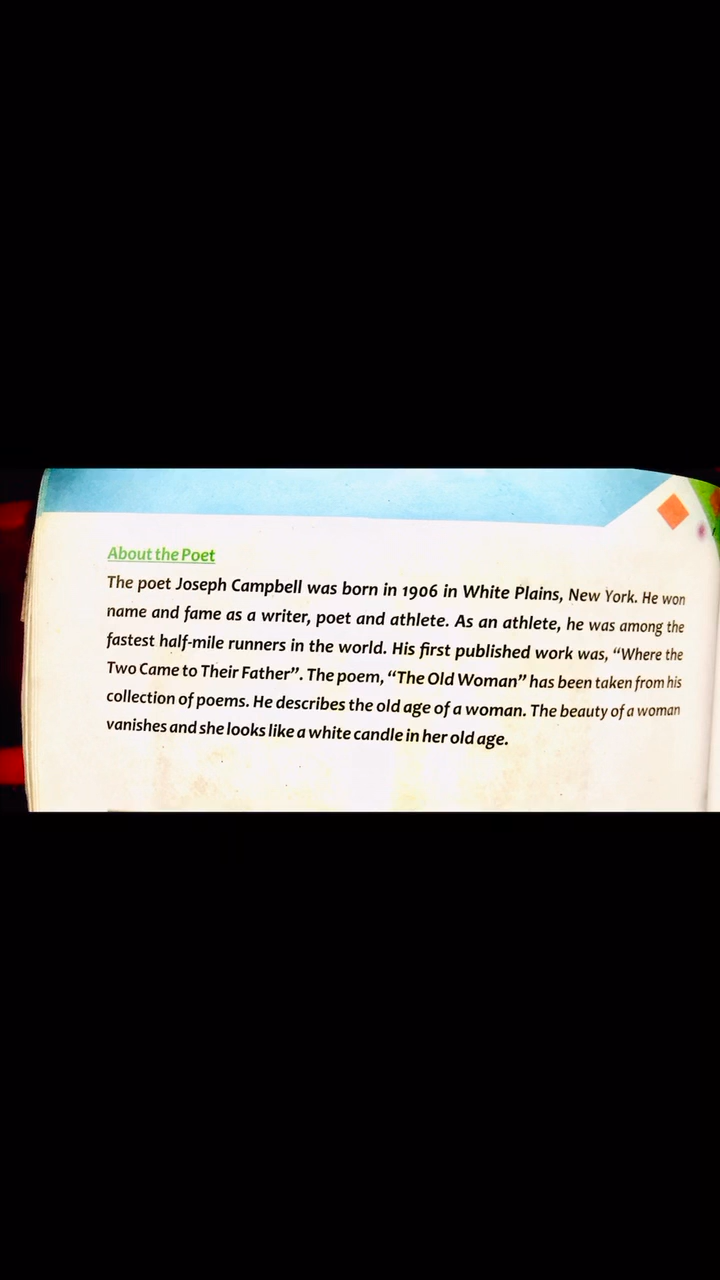 About the Poet
The poet Joseph Campbell was born in 1906 in White Plains, New York. He won
name and fame as a writer, poet and athlete. As an athlete, he was among the
fastest half-mile runners in the world. His first published work was, “Where the
Two Came to Their Father”. The poem, “The Old Woman” has been taken from his
collection of poems. He describes the old age of a woman. The beauty of a woman
vanishes and she looks like a white candle in her old age.